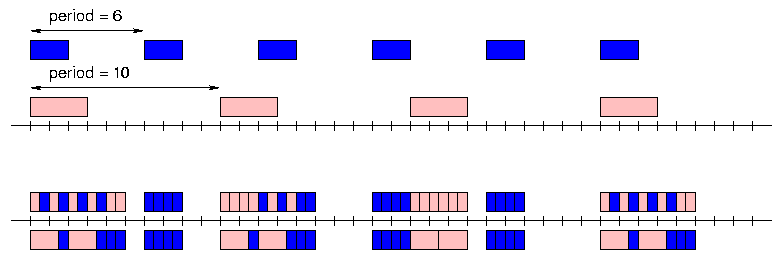 period = 6
period = 10